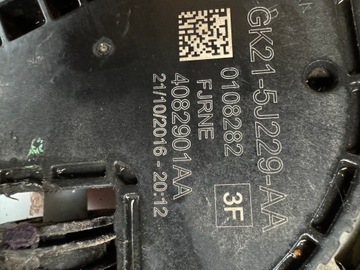 GK21-5J229-AA
0108282
3F
FJRNE
4082901AA
21/10/2016 - 20:12